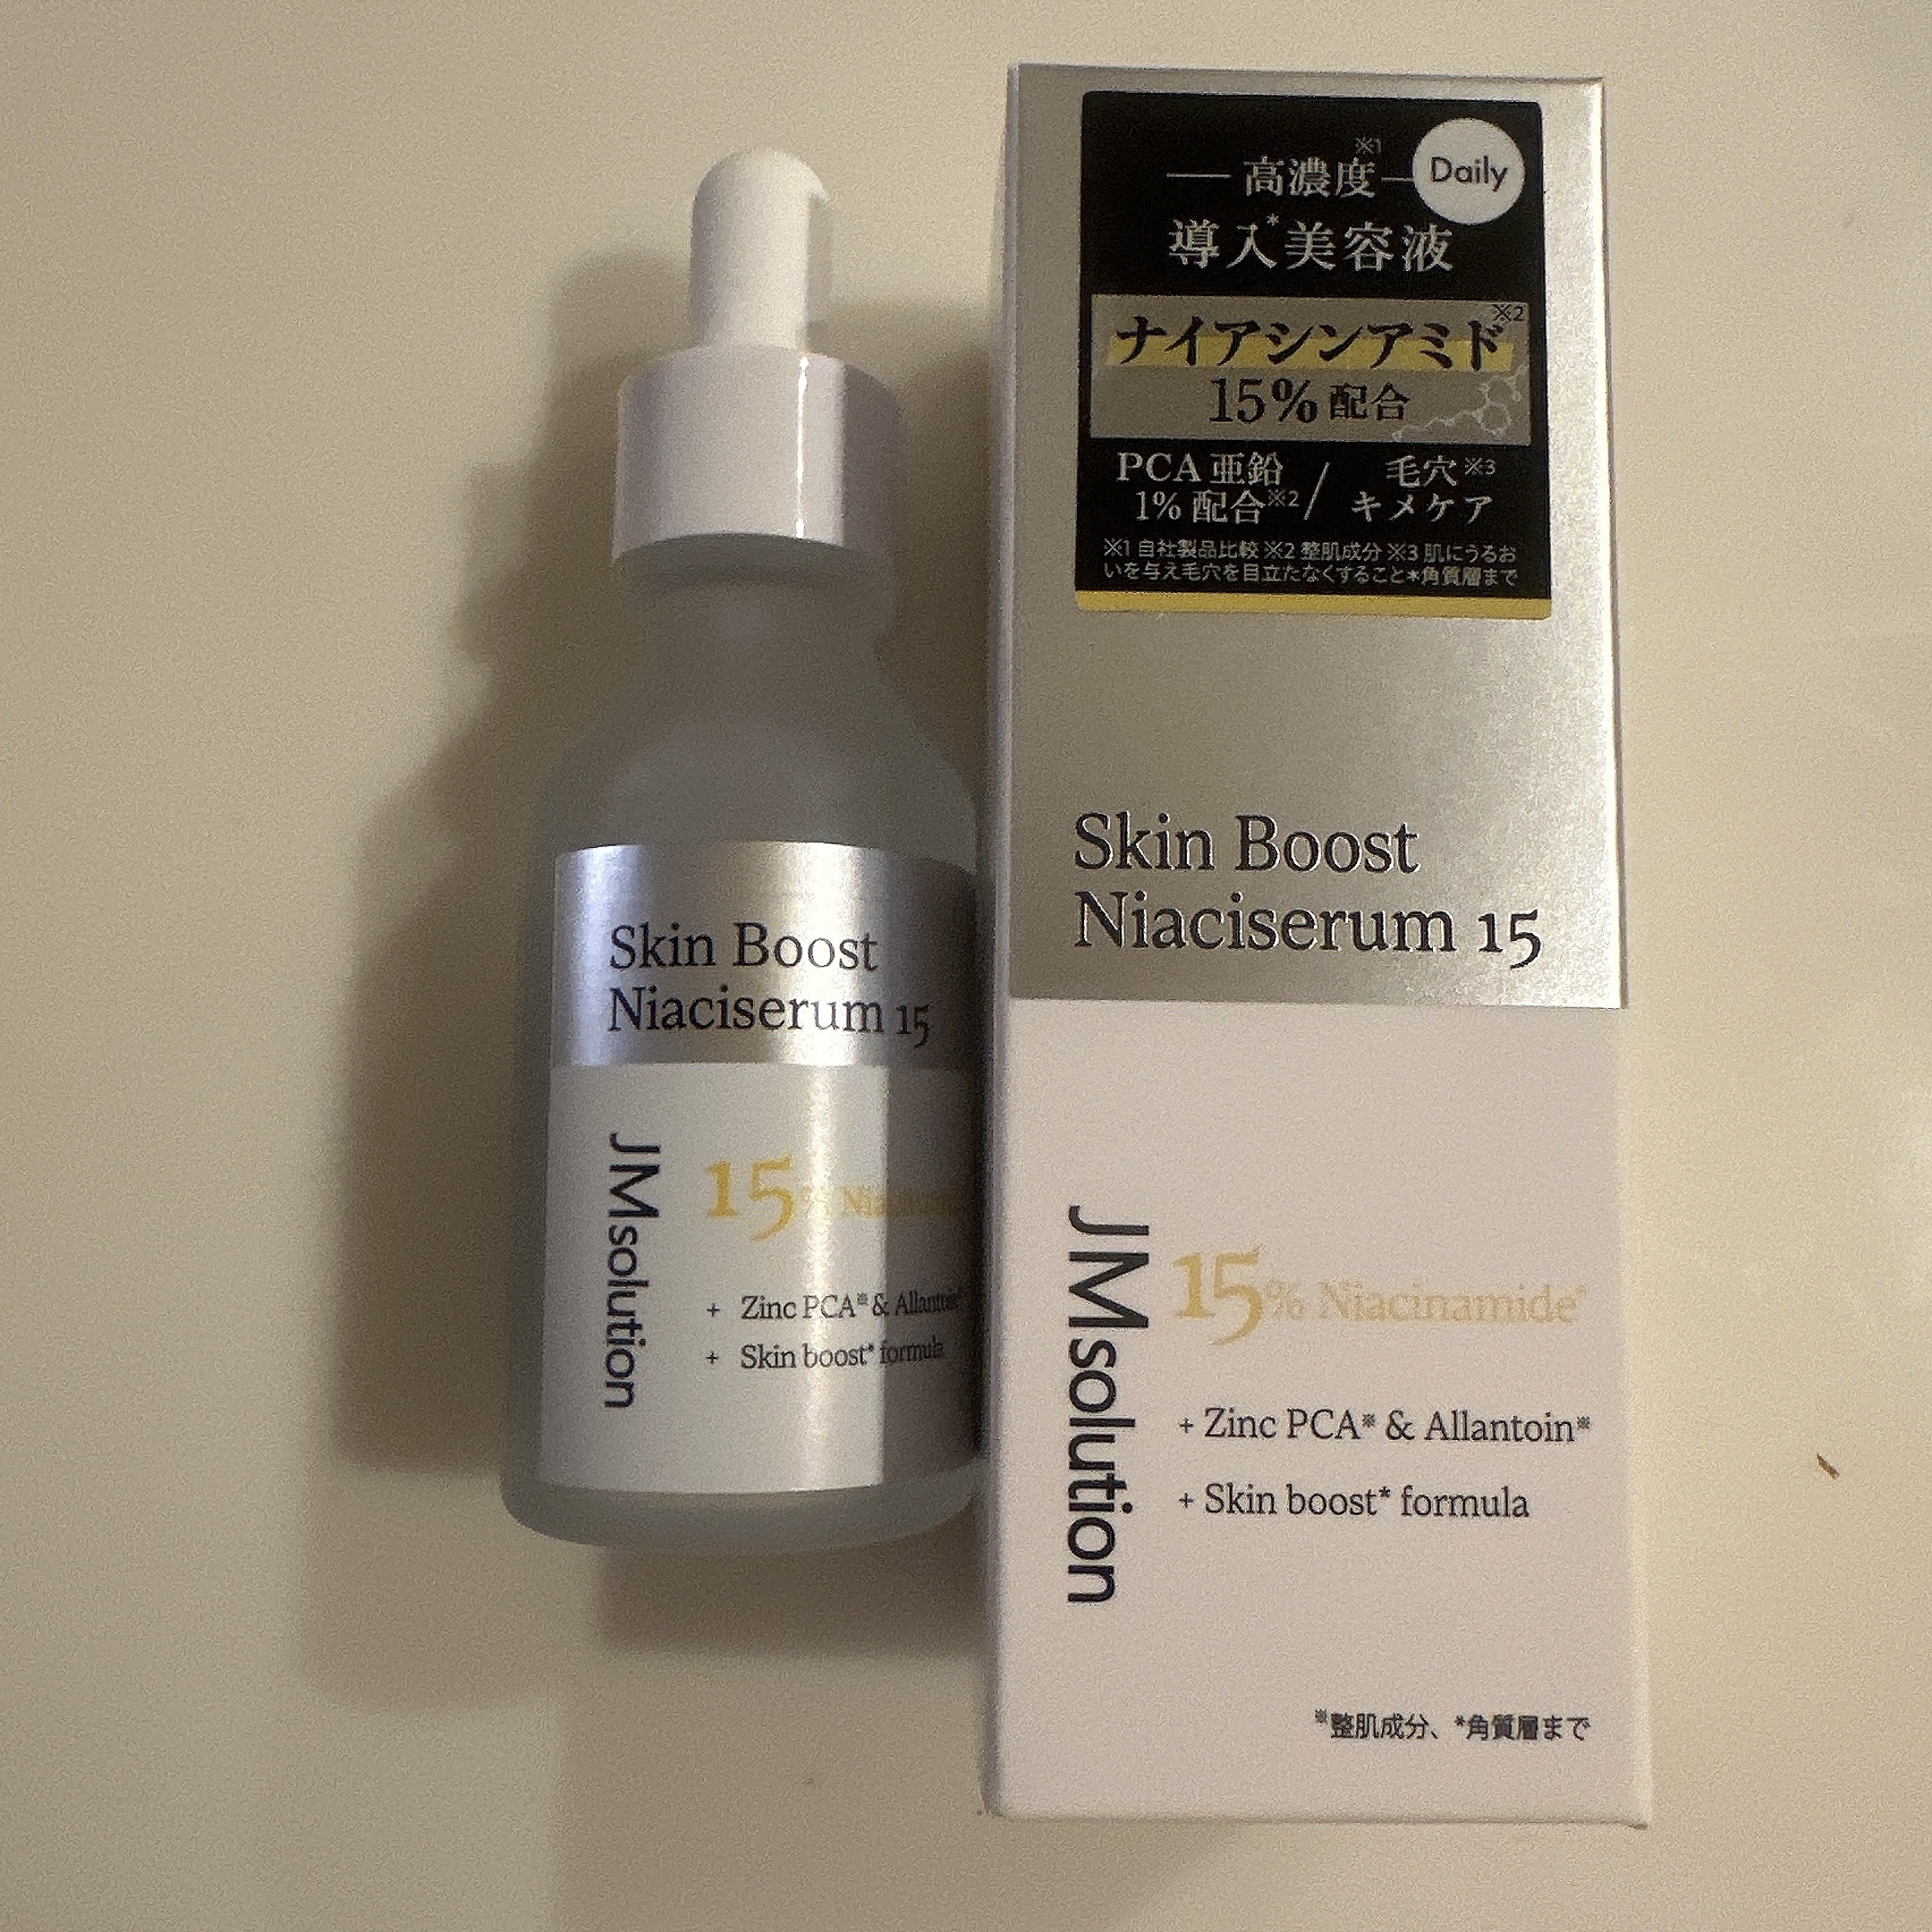 Skin Boost
Niaciserum 15
JMsolution
15% Niacinamide
+ Zinc PCA※ & Allantoin※
+ Skin boost* formula
高濃度※1
Daily
導入*美容液
ナイアシンアミド※2
15% 配合
PCA 亜鉛
1% 配合※2
/
毛穴※3
キメケア
※1 自社製品比較 ※2 整肌成分 ※3 肌にうるお
いを与え毛穴を目立たなくすること*角質層まで
Skin Boost
Niaciserum 15
JMsolution
15% Niacinamide※
+ Zinc PCA※ & Allantoin※
+ Skin boost* formula
※整肌成分、*角質層まで